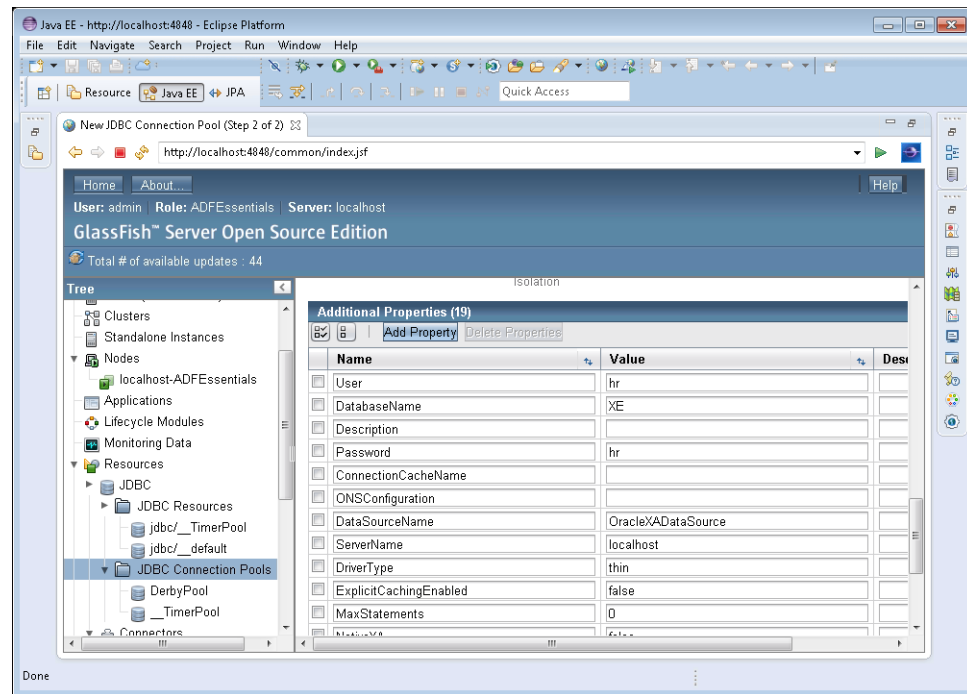 Java EE - http://localhost:4848 - Eclipse Platform
File Edit Navigate Search Project Run Window Help
Resource Java EE JPA Quick Access
New JDBC Connection Pool (Step 2 of 2)
http://localhost:4848/common/index.jsf
Home About... Help
User: admin Role: ADFEssentials Server: localhost
GlassFish™ Server Open Source Edition
Total # of available updates : 44
Tree
Clusters
Standalone Instances
Nodes
localhost-ADFEssentials
Applications
Lifecycle Modules
Monitoring Data
Resources
JDBC
JDBC Resources
jdbc/__TimerPool
jdbc/__default
JDBC Connection Pools
DerbyPool
__TimerPool
Connectors
Isolation
Additional Properties (19)
Add Property Delete Properties
Name Value Desc
User hr
DatabaseName XE
Description
Password hr
ConnectionCacheName
ONSConfiguration
DataSourceName OracleXADataSource
ServerName localhost
DriverType thin
ExplicitCachingEnabled false
MaxStatements 0
NativeXA false
Done